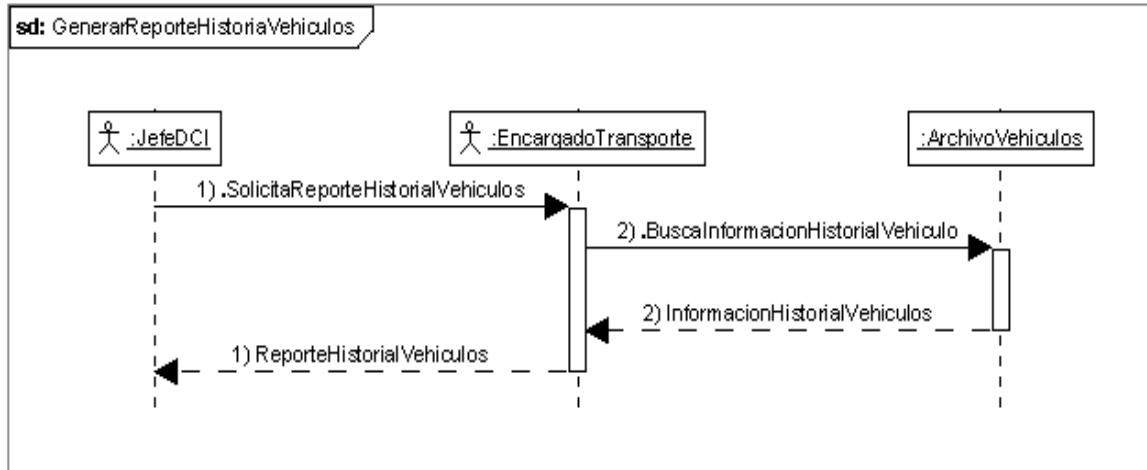 sd: GenerarReporteHistoriaVehiculos
:JefeDCI
:EncargadoTransporte
:ArchivoVehiculos
1) .SolicitaReporteHistorialVehiculos
2) .BuscaInformacionHistorialVehiculo
2) InformacionHistorialVehiculos
1) ReporteHistorialVehiculos